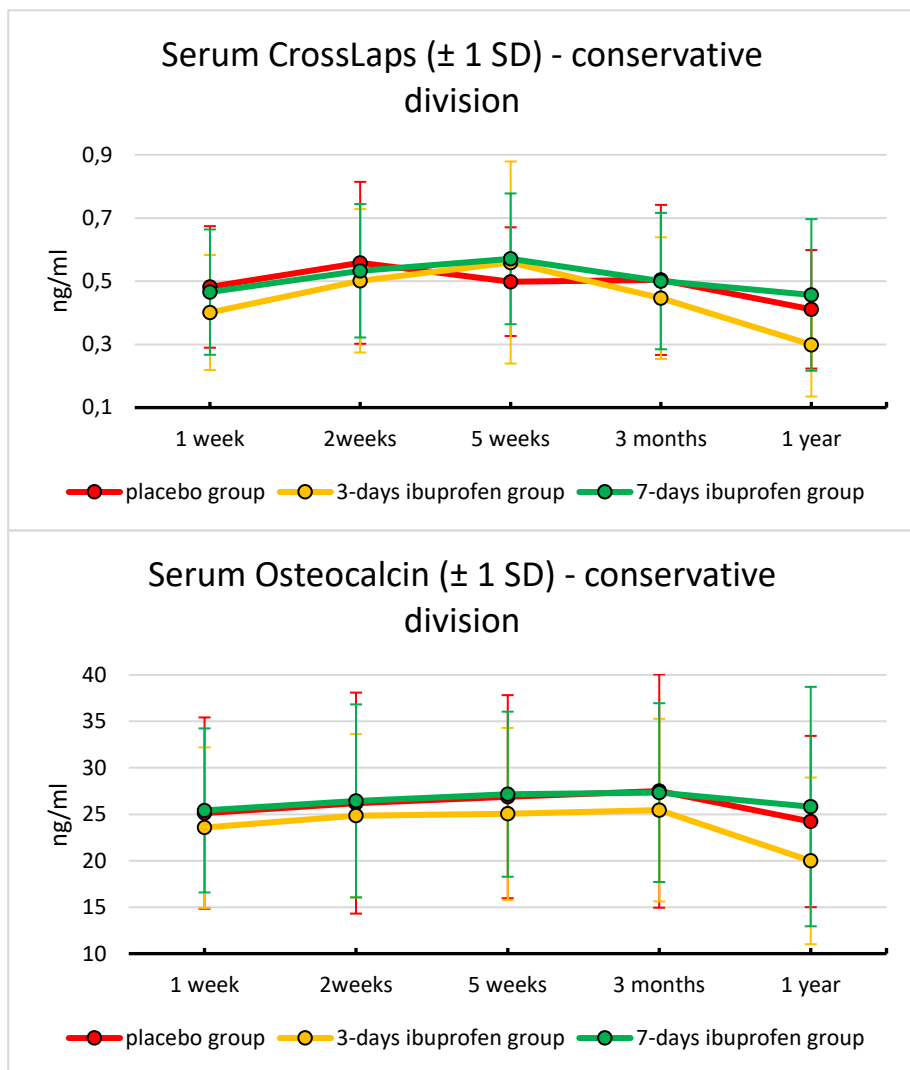 Serum CrossLaps (± 1 SD) - conservative
division
0,9
0,7
0,5
0,3
0,1
ng/ml
1 week 2weeks 5 weeks 3 months 1 year
placebo group 3-days ibuprofen group 7-days ibuprofen group
Serum Osteocalcin (± 1 SD) - conservative
division
40
35
30
25
20
15
10
ng/ml
1 week 2weeks 5 weeks 3 months 1 year
placebo group 3-days ibuprofen group 7-days ibuprofen group